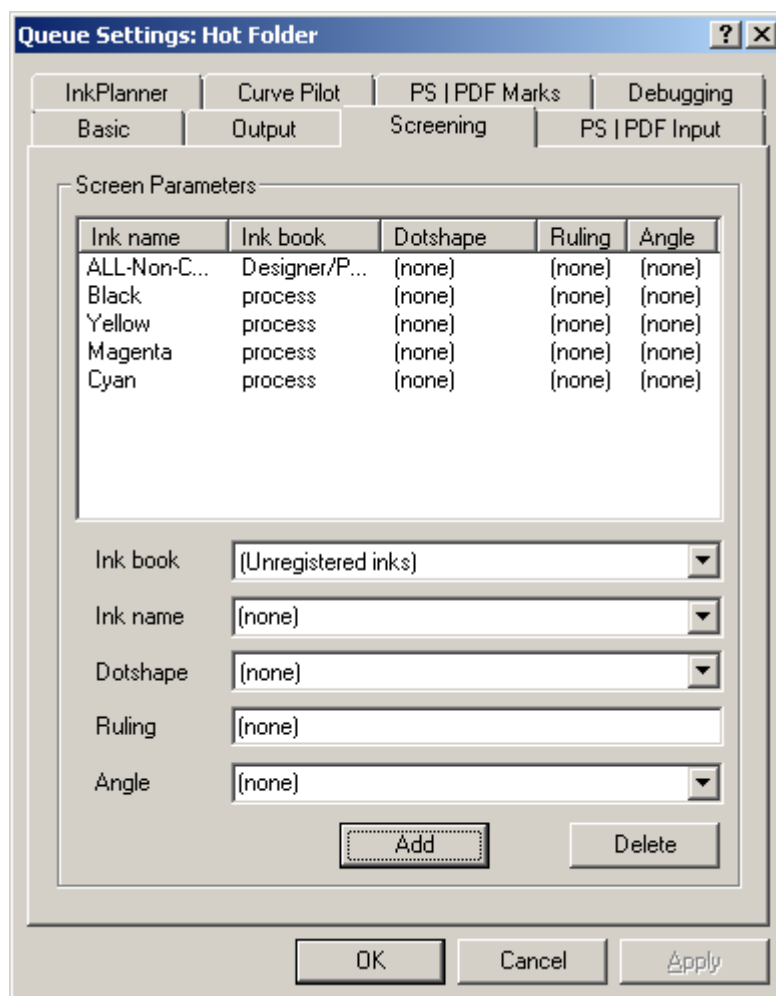 Queue Settings: Hot Folder
InkPlanner Curve Pilot PS | PDF Marks Debugging
Basic Output Screening PS | PDF Input
Screen Parameters
Ink name Ink book Dotshape Ruling Angle
ALL-Non-C... Designer/P... (none) (none) (none)
Black process (none) (none) (none)
Yellow process (none) (none) (none)
Magenta process (none) (none) (none)
Cyan process (none) (none) (none)
Ink book (Unregistered inks)
Ink name (none)
Dotshape (none)
Ruling (none)
Angle (none)
Add Delete
OK Cancel Apply